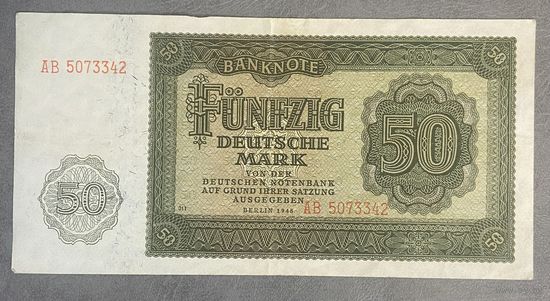 50
50
BANKNOTE
AB 5073342
FÜNFZIG
50
DEUTSCHE
MARK
VON DER
DEUTSCHEN NOTENBANK
AUF GRUND IHRER SATZUNG
AUSGEGEBEN
BERLIN 1948
AB 5073342
50
50
50